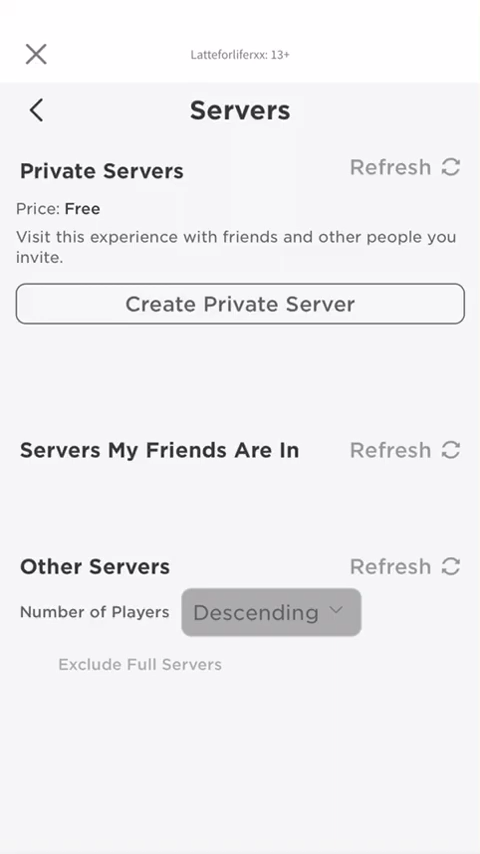 Latteforliferxx: 13+
Servers
Private Servers
Refresh
Price: Free
Visit this experience with friends and other people you
invite.
Create Private Server
Servers My Friends Are In
Refresh
Other Servers
Refresh
Number of Players
Descending
Exclude Full Servers